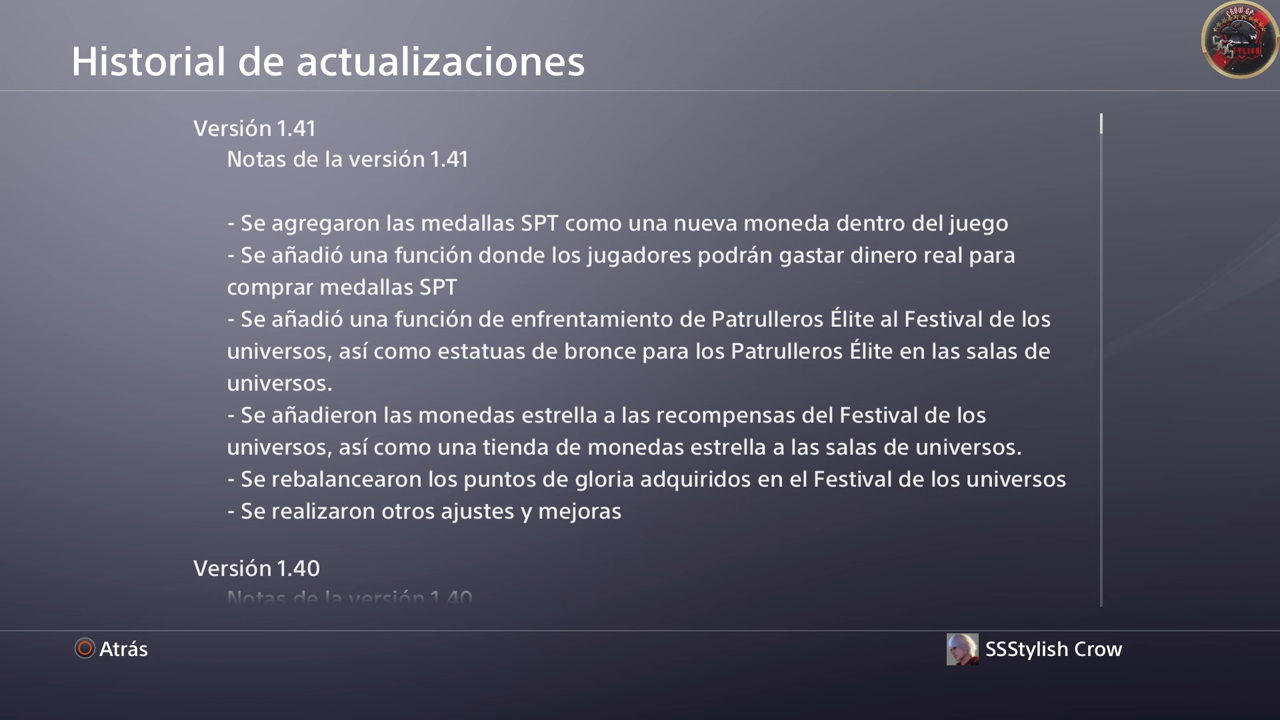 Historial de actualizaciones
Versión 1.41
Notas de la versión 1.41
- Se agregaron las medallas SPT como una nueva moneda dentro del juego
- Se añadió una función donde los jugadores podrán gastar dinero real para
comprar medallas SPT
- Se añadió una función de enfrentamiento de Patrulleros Élite al Festival de los
universos, así como estatuas de bronce para los Patrulleros Élite en las salas de
universos.
- Se añadieron las monedas estrella a las recompensas del Festival de los
universos, así como una tienda de monedas estrella a las salas de universos.
- Se rebalancearon los puntos de gloria adquiridos en el Festival de los universos
- Se realizaron otros ajustes y mejoras
Versión 1.40
Notas de la versión 1.40
Atrás
SSStylish Crow